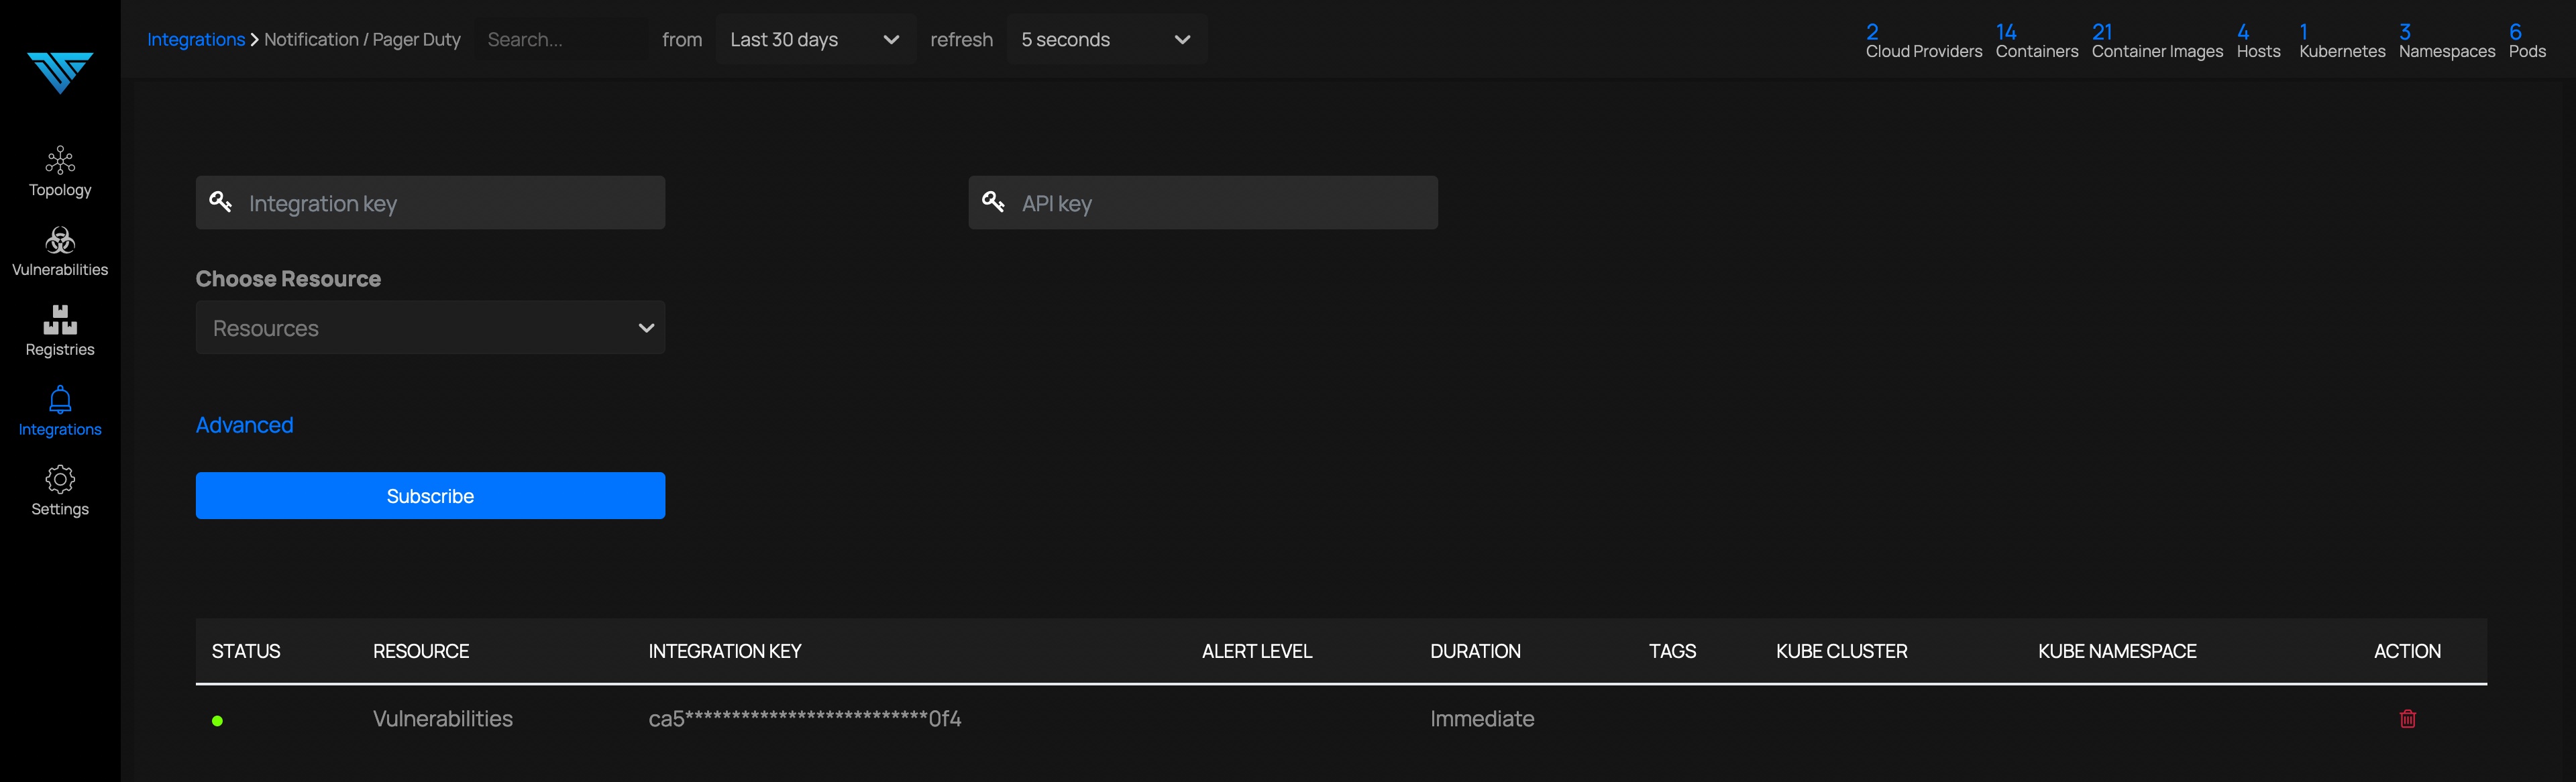 Integrations > Notification / Pager Duty Search... from Last 30 days refresh 5 seconds
2 Cloud Providers
14 Containers
21 Container Images
4 Hosts
1 Kubernetes
3 Namespaces
6 Pods
Topology
Vulnerabilities
Registries
Integrations
Settings
Integration key
API key
Choose Resource
Resources
Advanced
Subscribe
STATUS RESOURCE INTEGRATION KEY ALERT LEVEL DURATION TAGS KUBE CLUSTER KUBE NAMESPACE ACTION
Vulnerabilities ca5**************************0f4 Immediate